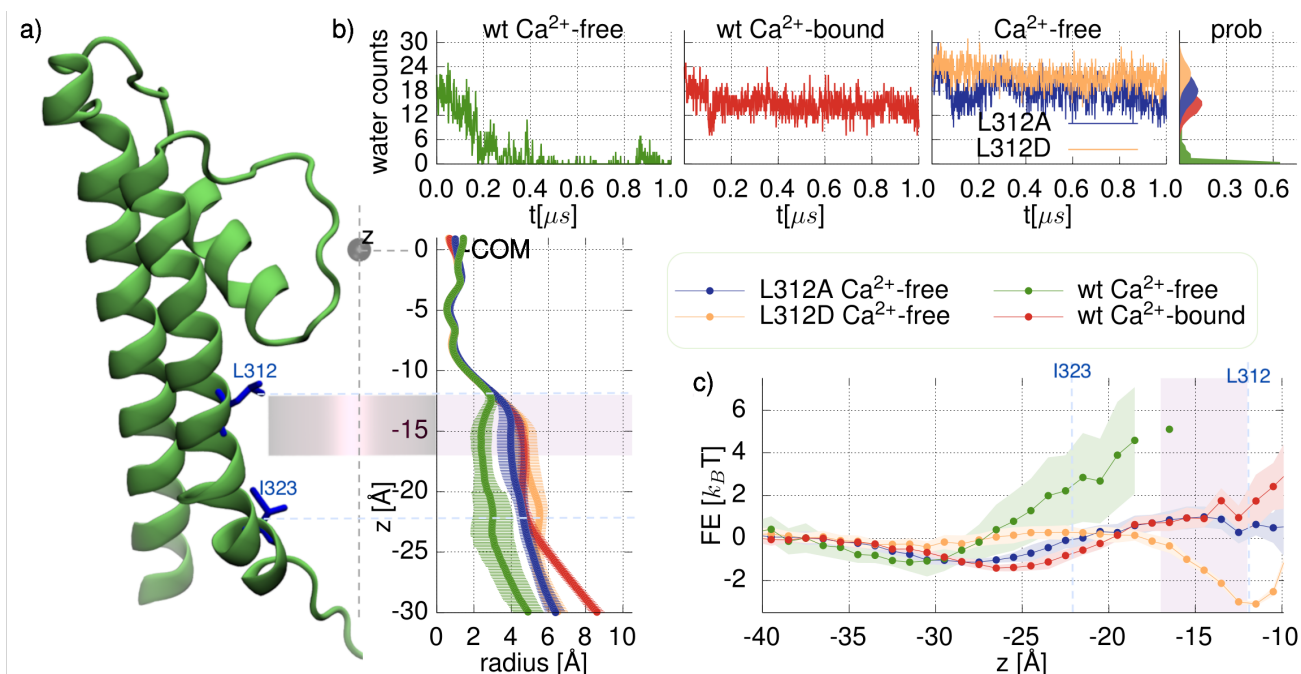 a)
L312
I323
z
COM
b)
wt Ca²⁺-free
wt Ca²⁺-bound
Ca²⁺-free
prob
water counts
30
24
18
12
6
0
L312A
L312D
0.0 0.2 0.4 0.6 0.8 1.0
0.2 0.4 0.6 0.8 1.0
0.2 0.4 0.6 0.8 1.0
0.3 0.6
t[μs]
t[μs]
t[μs]
z [Å]
0
-5
-10
-15
-20
-25
-30
0 2 4 6 8 10
radius [Å]
L312A Ca²⁺-free
L312D Ca²⁺-free
wt Ca²⁺-free
wt Ca²⁺-bound
c)
I323
L312
FE [k_BT]
6
4
2
0
-2
-40 -35 -30 -25 -20 -15 -10
z [Å]